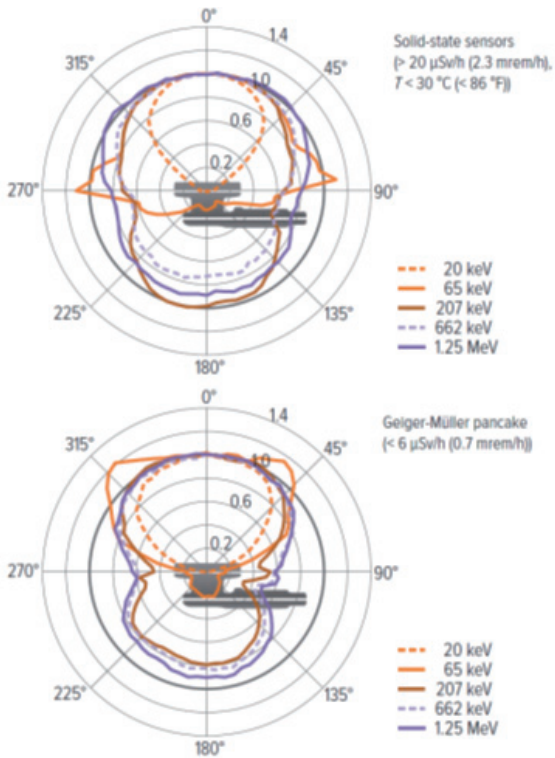 0°
1.4
315°
45°
1.0
0.6
0.2
270°
90°
225°
135°
180°
Solid-state sensors
(> 20 µSv/h (2.3 mrem/h),
T < 30 °C (< 86 °F))
20 keV
65 keV
207 keV
662 keV
1.25 MeV
0°
1.4
315°
45°
1.0
0.6
0.2
270°
90°
225°
135°
180°
Geiger-Müller pancake
(< 6 µSv/h (0.7 mrem/h))
20 keV
65 keV
207 keV
662 keV
1.25 MeV